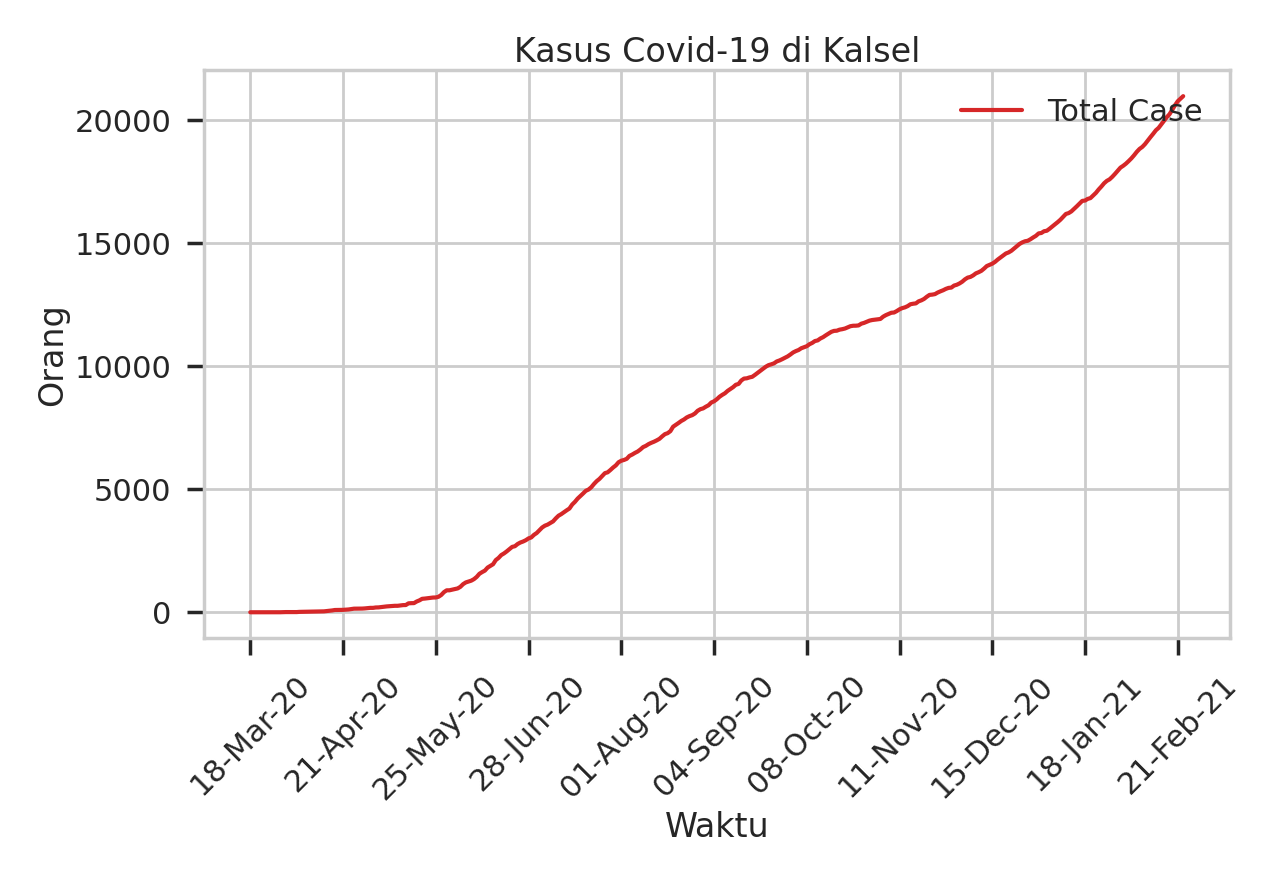 Kasus Covid-19 di Kalsel
Total Case
20000
15000
10000
5000
0
Orang
18-Mar-20
21-Apr-20
25-May-20
28-Jun-20
01-Aug-20
04-Sep-20
08-Oct-20
11-Nov-20
15-Dec-20
18-Jan-21
21-Feb-21
Waktu